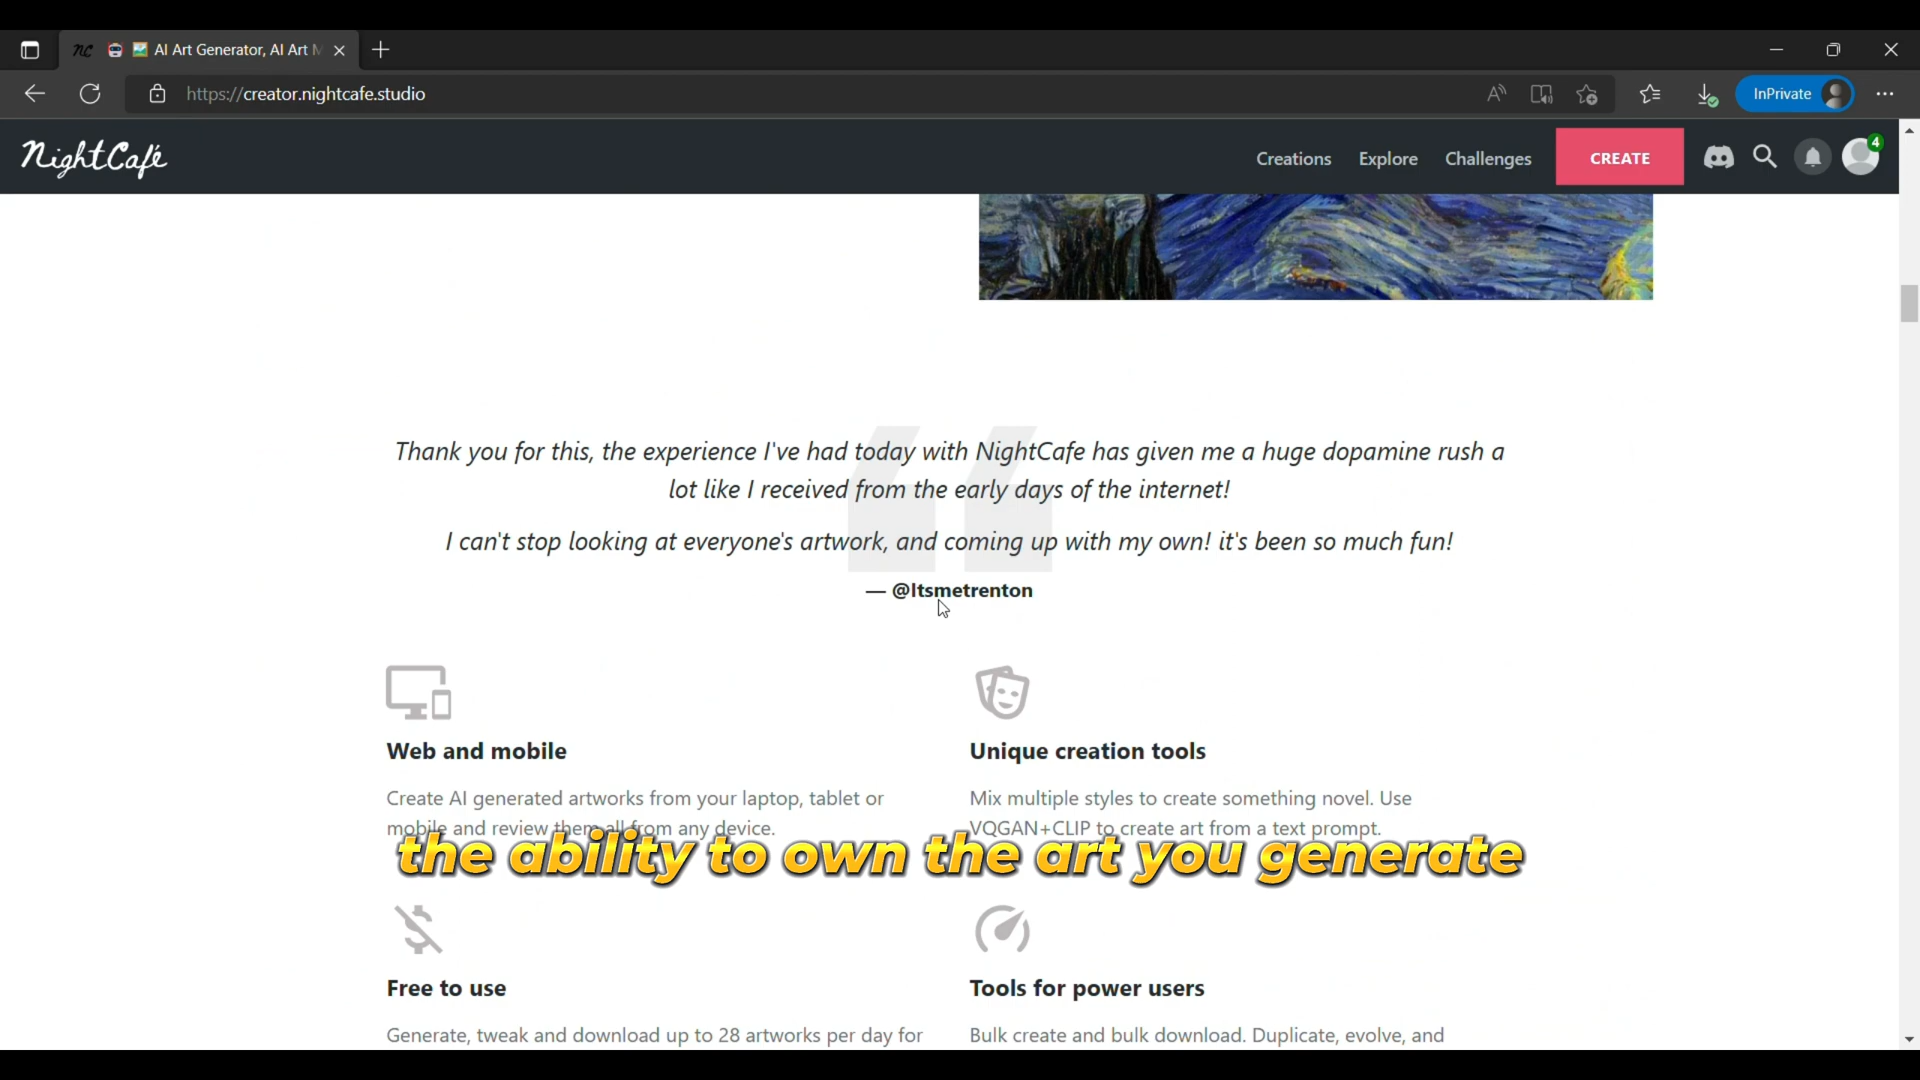 NC AI Art Generator, AI Art M
https://creator.nightcafe.studio
InPrivate
NightCafé
Creations
Explore
Challenges
CREATE
4
Thank you for this, the experience I've had today with NightCafe has given me a huge dopamine rush a
lot like I received from the early days of the internet!
I can't stop looking at everyone's artwork, and coming up with my own! it's been so much fun!
— @Itsmetrenton
Web and mobile
Create AI generated artworks from your laptop, tablet or
mobile and review them all from any device.
Unique creation tools
Mix multiple styles to create something novel. Use
VQGAN+CLIP to create art from a text prompt.
the ability to own the art you generate
Free to use
Generate, tweak and download up to 28 artworks per day for
Tools for power users
Bulk create and bulk download. Duplicate, evolve, and